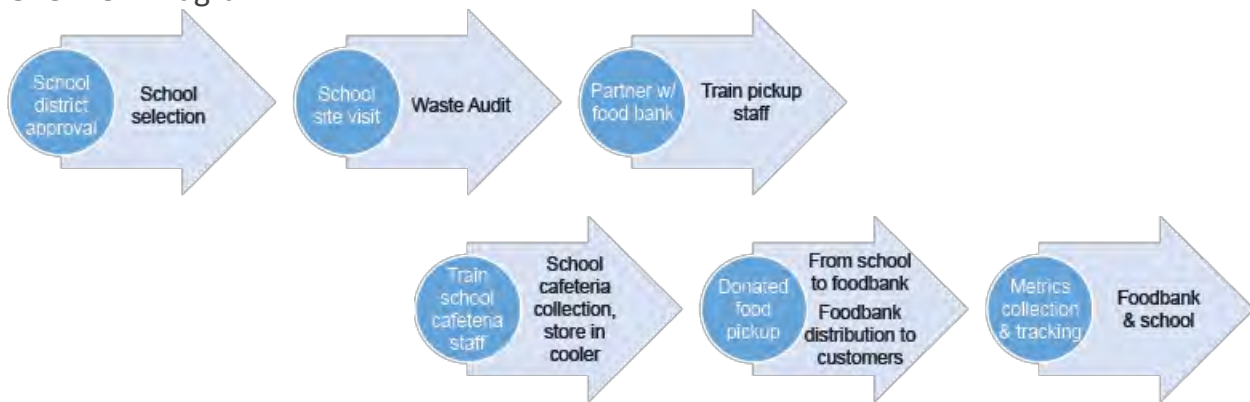 School
district
approval
School
selection
School
site visit
Waste Audit
Partner w/
food bank
Train pickup
staff
Train
school
cafeteria
staff
School
cafeteria
collection,
store in
cooler
Donated
food
pickup
From school
to foodbank
Foodbank
distribution to
customers
Metrics
collection
& tracking
Foodbank
& school